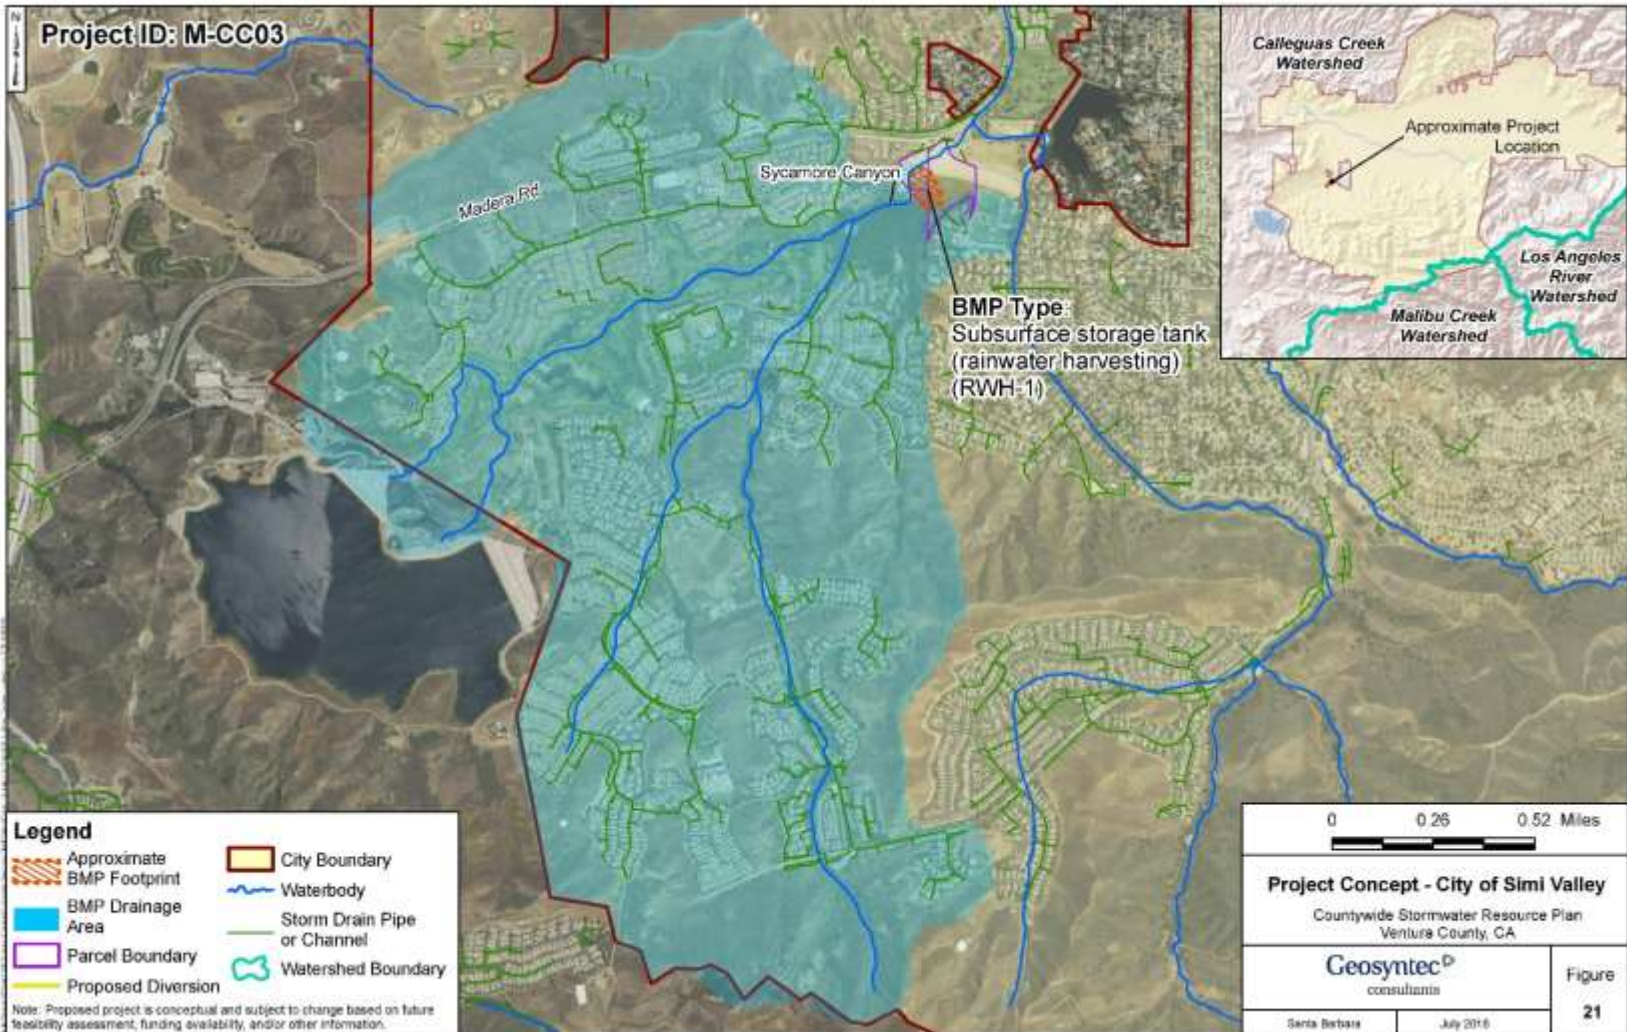 N
Project ID: M-CC03
Madera Rd
Sycamore Canyon
BMP Type:
Subsurface storage tank
(rainwater harvesting)
(RWH-1)
Calleguas Creek
Watershed
Approximate Project
Location
Los Angeles
River
Watershed
Malibu Creek
Watershed
Legend
Approximate
BMP Footprint
BMP Drainage
Area
Parcel Boundary
Proposed Diversion
City Boundary
Waterbody
Storm Drain Pipe
or Channel
Watershed Boundary
Note: Proposed project is conceptual and subject to change based on future
feasibility assessment, funding availability, and/or other information.
0 0.26 0.52 Miles
Project Concept - City of Simi Valley
Countywide Stormwater Resource Plan
Ventura County, CA
Geosyntec
consultants
Figure
21
Santa Barbara
July 2016